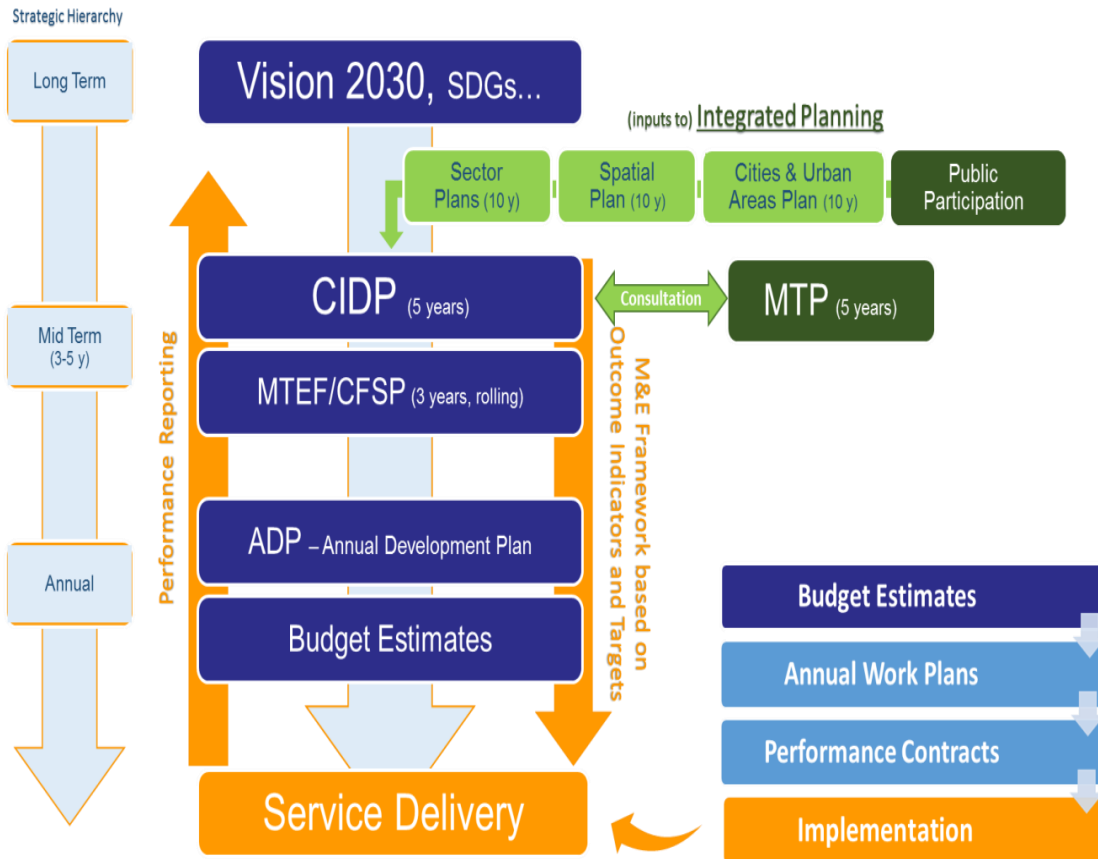 Strategic Hierarchy
Long Term
Vision 2030, SDGs...
(inputs to) Integrated Planning
Sector
Plans (10 y)
Spatial
Plan (10 y)
Cities & Urban
Areas Plan (10 y)
Public
Participation
CIDP (5 years)
Consultation
MTP (5 years)
Mid Term
(3-5 y)
MTEF/CFSP (3 years, rolling)
Performance Reporting
M&E Framework based on
Outcome Indicators and Targets
ADP – Annual Development Plan
Annual
Budget Estimates
Service Delivery
Budget Estimates
Annual Work Plans
Performance Contracts
Implementation